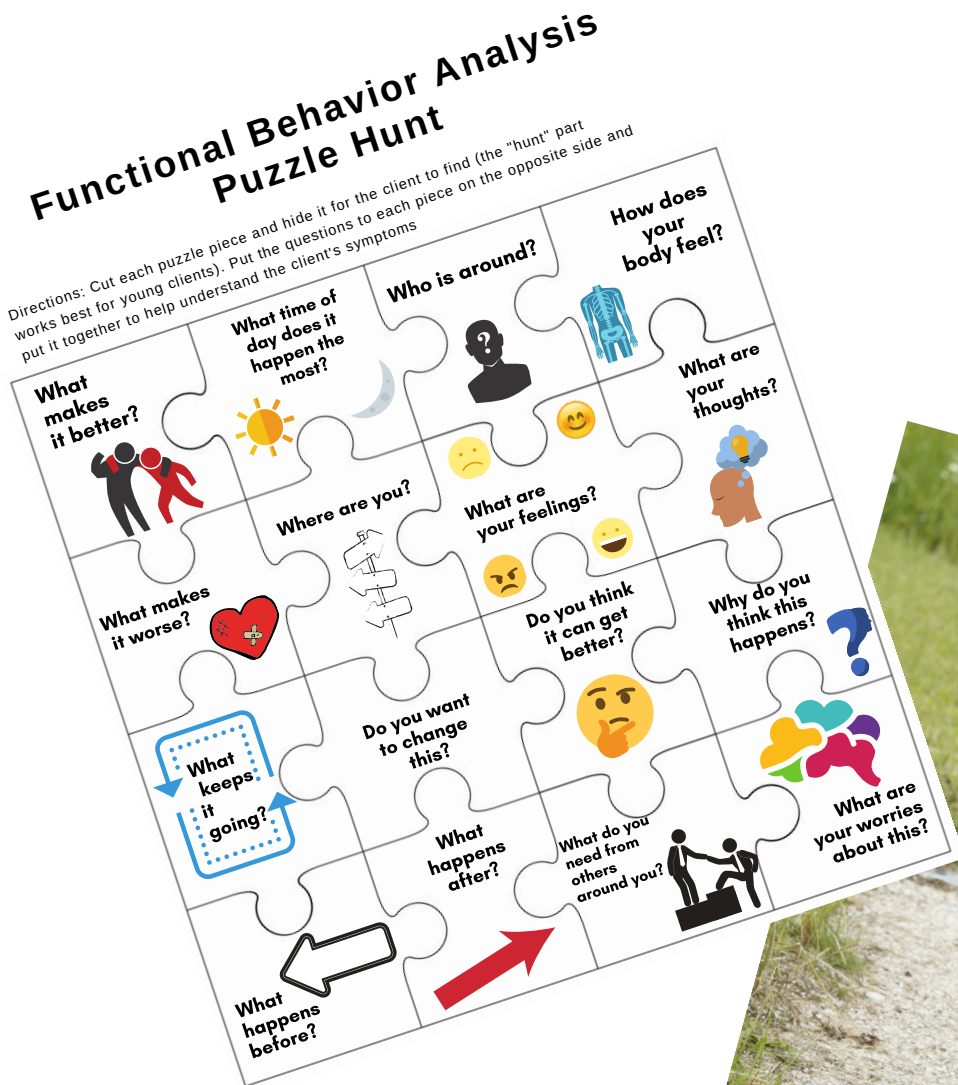 Functional Behavior Analysis
Puzzle Hunt
Directions: Cut each puzzle piece and hide it for the client to find (the "hunt" part
works best for young clients). Put the questions to each piece on the opposite side and
put it together to help understand the client's symptoms
What
makes
it better?
What time of
day does it
happen the
most?
Who is around?
How does
your
body feel?
What makes
it worse?
Where are you?
What are
your feelings?
What are
your
thoughts?
What
keeps
it
going?
Do you want
to change
this?
Do you think
it can get
better?
Why do you
think this
happens?
What
happens
before?
What
happens
after?
What do you
need from
others
around you?
What are
your worries
about this?